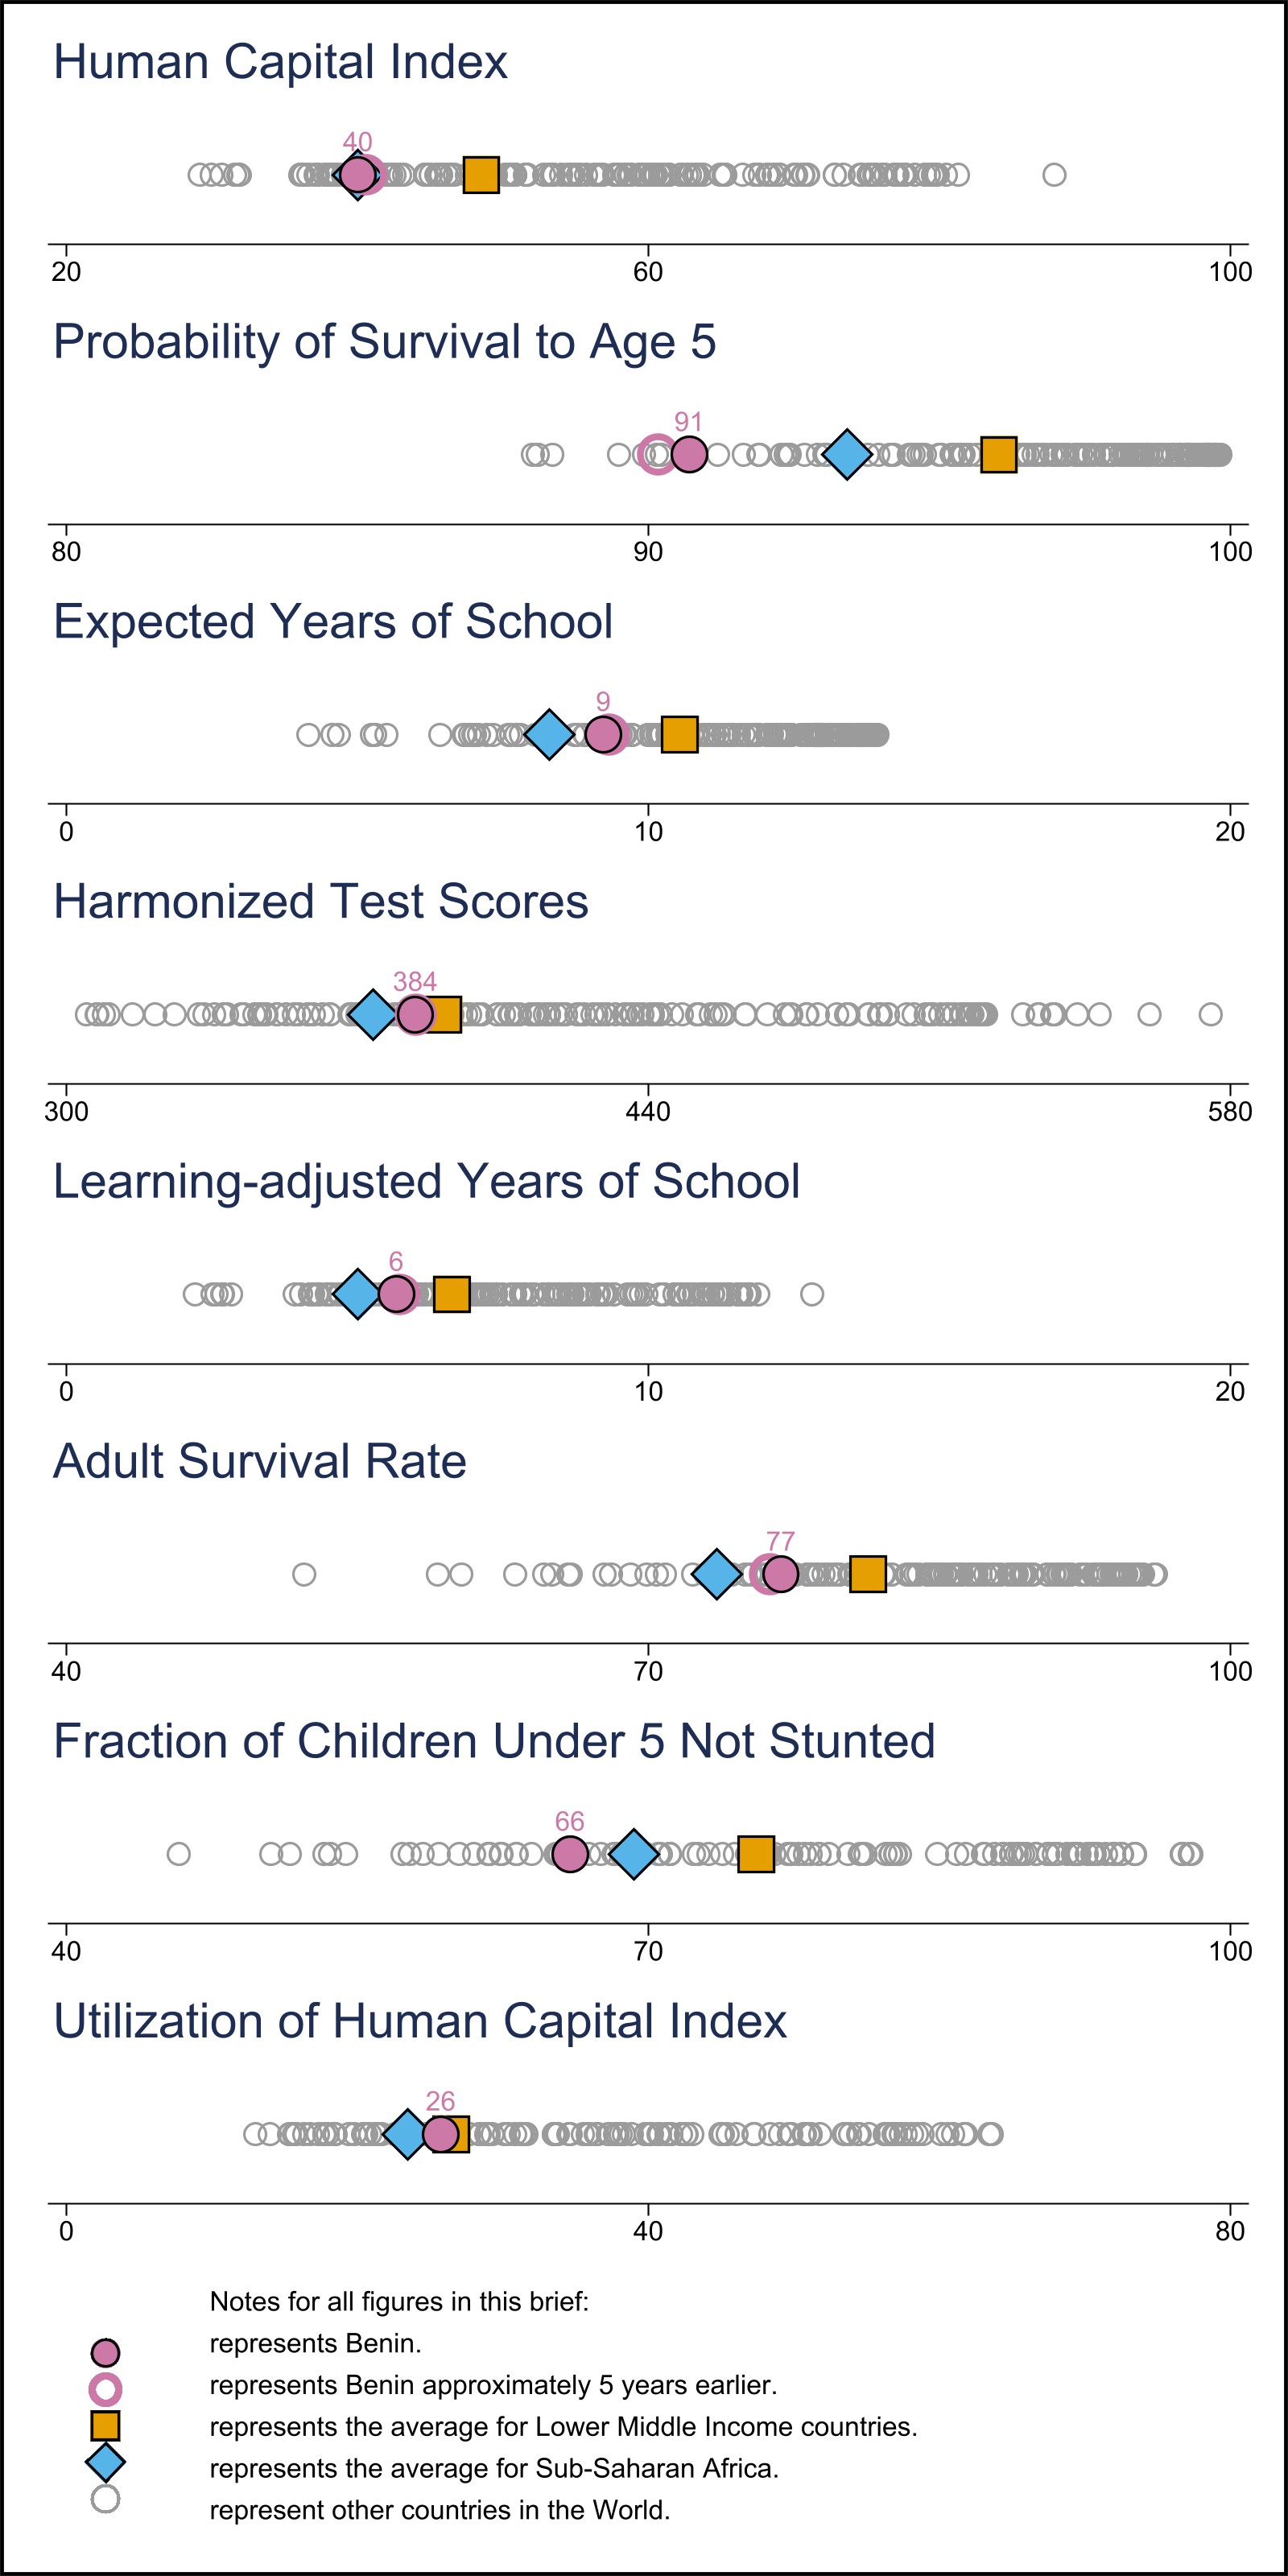 Human Capital Index
40
20 60 100
Probability of Survival to Age 5
91
80 90 100
Expected Years of School
9
0 10 20
Harmonized Test Scores
384
300 440 580
Learning-adjusted Years of School
6
0 10 20
Adult Survival Rate
77
40 70 100
Fraction of Children Under 5 Not Stunted
66
40 70 100
Utilization of Human Capital Index
26
0 40 80
Notes for all figures in this brief:
represents Benin.
represents Benin approximately 5 years earlier.
represents the average for Lower Middle Income countries.
represents the average for Sub-Saharan Africa.
represent other countries in the World.